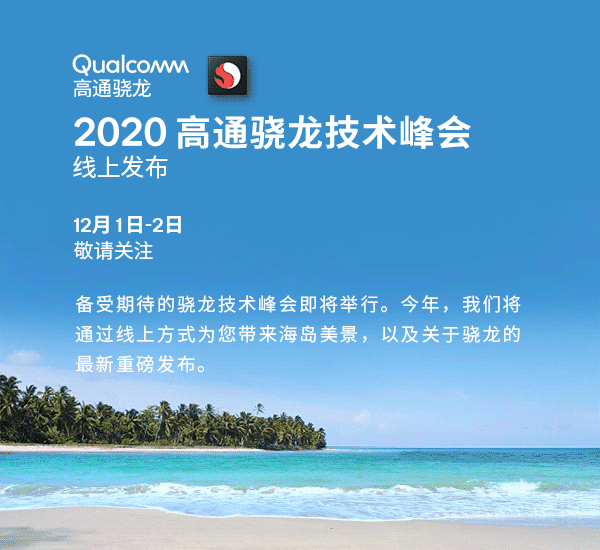 Qualcomm
高通骁龙
2020 高通骁龙技术峰会
线上发布
12月1日-2日
敬请关注
备受期待的骁龙技术峰会即将举行。今年，我们将
通过线上方式为您带来海岛美景，以及关于骁龙的
最新重磅发布。